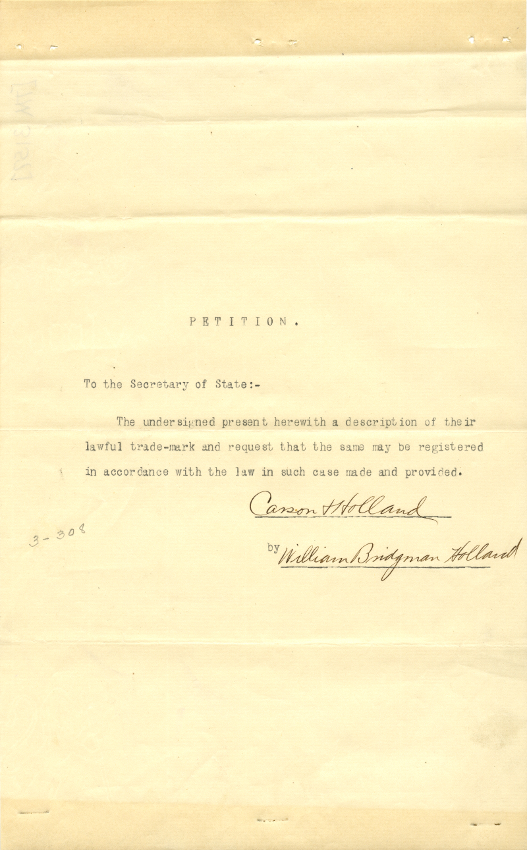 PETITION.
To the Secretary of State:-
The undersigned present herewith a description of their
lawful trade-mark and request that the same may be registered
in accordance with the law in such case made and provided.
Carson & Holland
3-308
by William Bridgman Holland